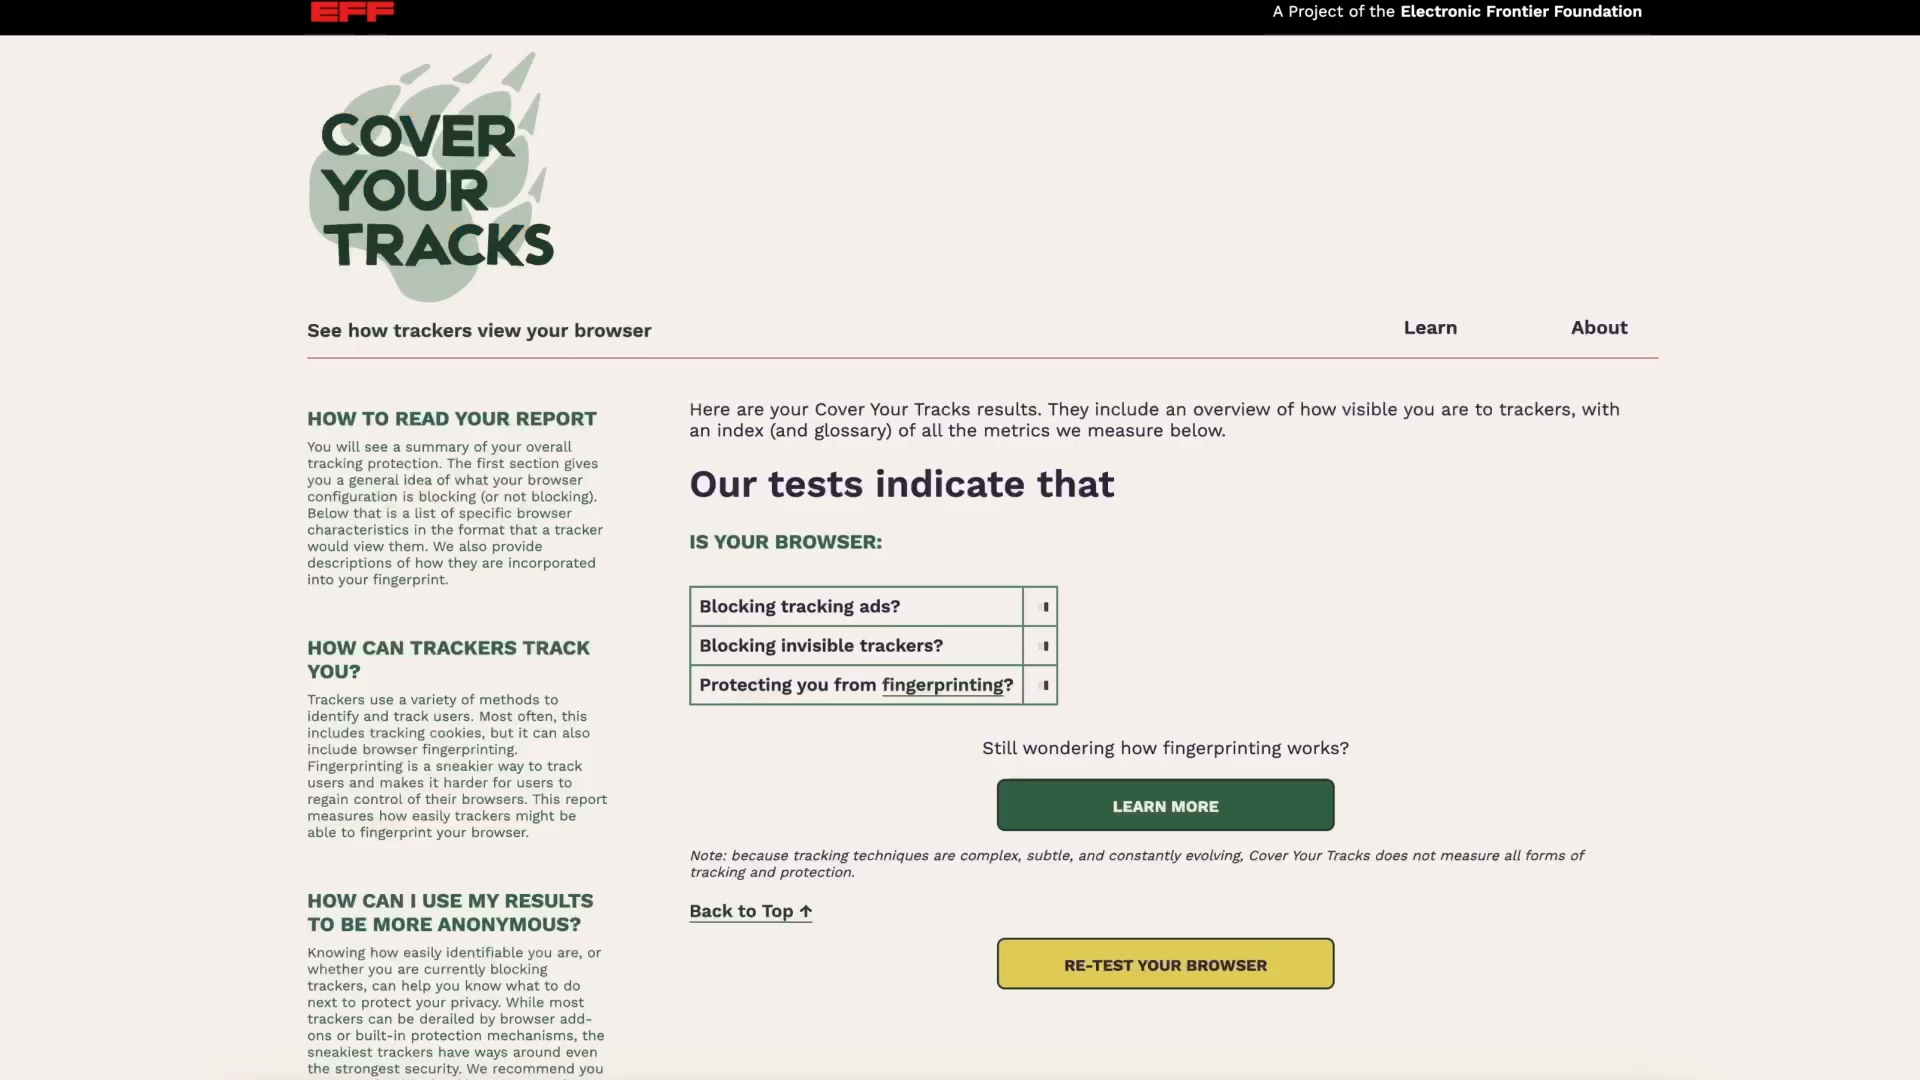 EFF
A Project of the Electronic Frontier Foundation
COVER
YOUR
TRACKS
See how trackers view your browser
Learn
About
HOW TO READ YOUR REPORT
You will see a summary of your overall
tracking protection. The first section gives
you a general idea of what your browser
configuration is blocking (or not blocking).
Below that is a list of specific browser
characteristics in the format that a tracker
would view them. We also provide
descriptions of how they are incorporated
into your fingerprint.
HOW CAN TRACKERS TRACK
YOU?
Trackers use a variety of methods to
identify and track users. Most often, this
includes tracking cookies, but it can also
include browser fingerprinting.
Fingerprinting is a sneakier way to track
users and makes it harder for users to
regain control of their browsers. This report
measures how easily trackers might be
able to fingerprint your browser.
HOW CAN I USE MY RESULTS
TO BE MORE ANONYMOUS?
Knowing how easily identifiable you are, or
whether you are currently blocking
trackers, can help you know what to do
next to protect your privacy. While most
trackers can be derailed by browser add-
ons or built-in protection mechanisms, the
sneakiest trackers have ways around even
the strongest security. We recommend you
Here are your Cover Your Tracks results. They include an overview of how visible you are to trackers, with
an index (and glossary) of all the metrics we measure below.
Our tests indicate that
IS YOUR BROWSER:
Blocking tracking ads?
Blocking invisible trackers?
Protecting you from fingerprinting?
Still wondering how fingerprinting works?
LEARN MORE
Note: because tracking techniques are complex, subtle, and constantly evolving, Cover Your Tracks does not measure all forms of
tracking and protection.
Back to Top ↑
RE-TEST YOUR BROWSER